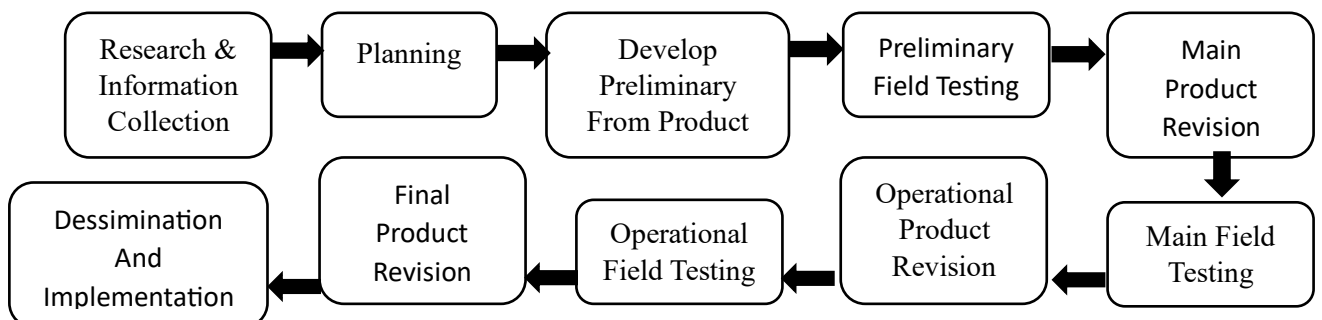 Research &
Information
Collection
Planning
Develop
Preliminary
From Product
Preliminary
Field Testing
Main
Product
Revision
Main Field
Testing
Operational
Product
Revision
Operational
Field Testing
Final
Product
Revision
Dessimination
And
Implementation